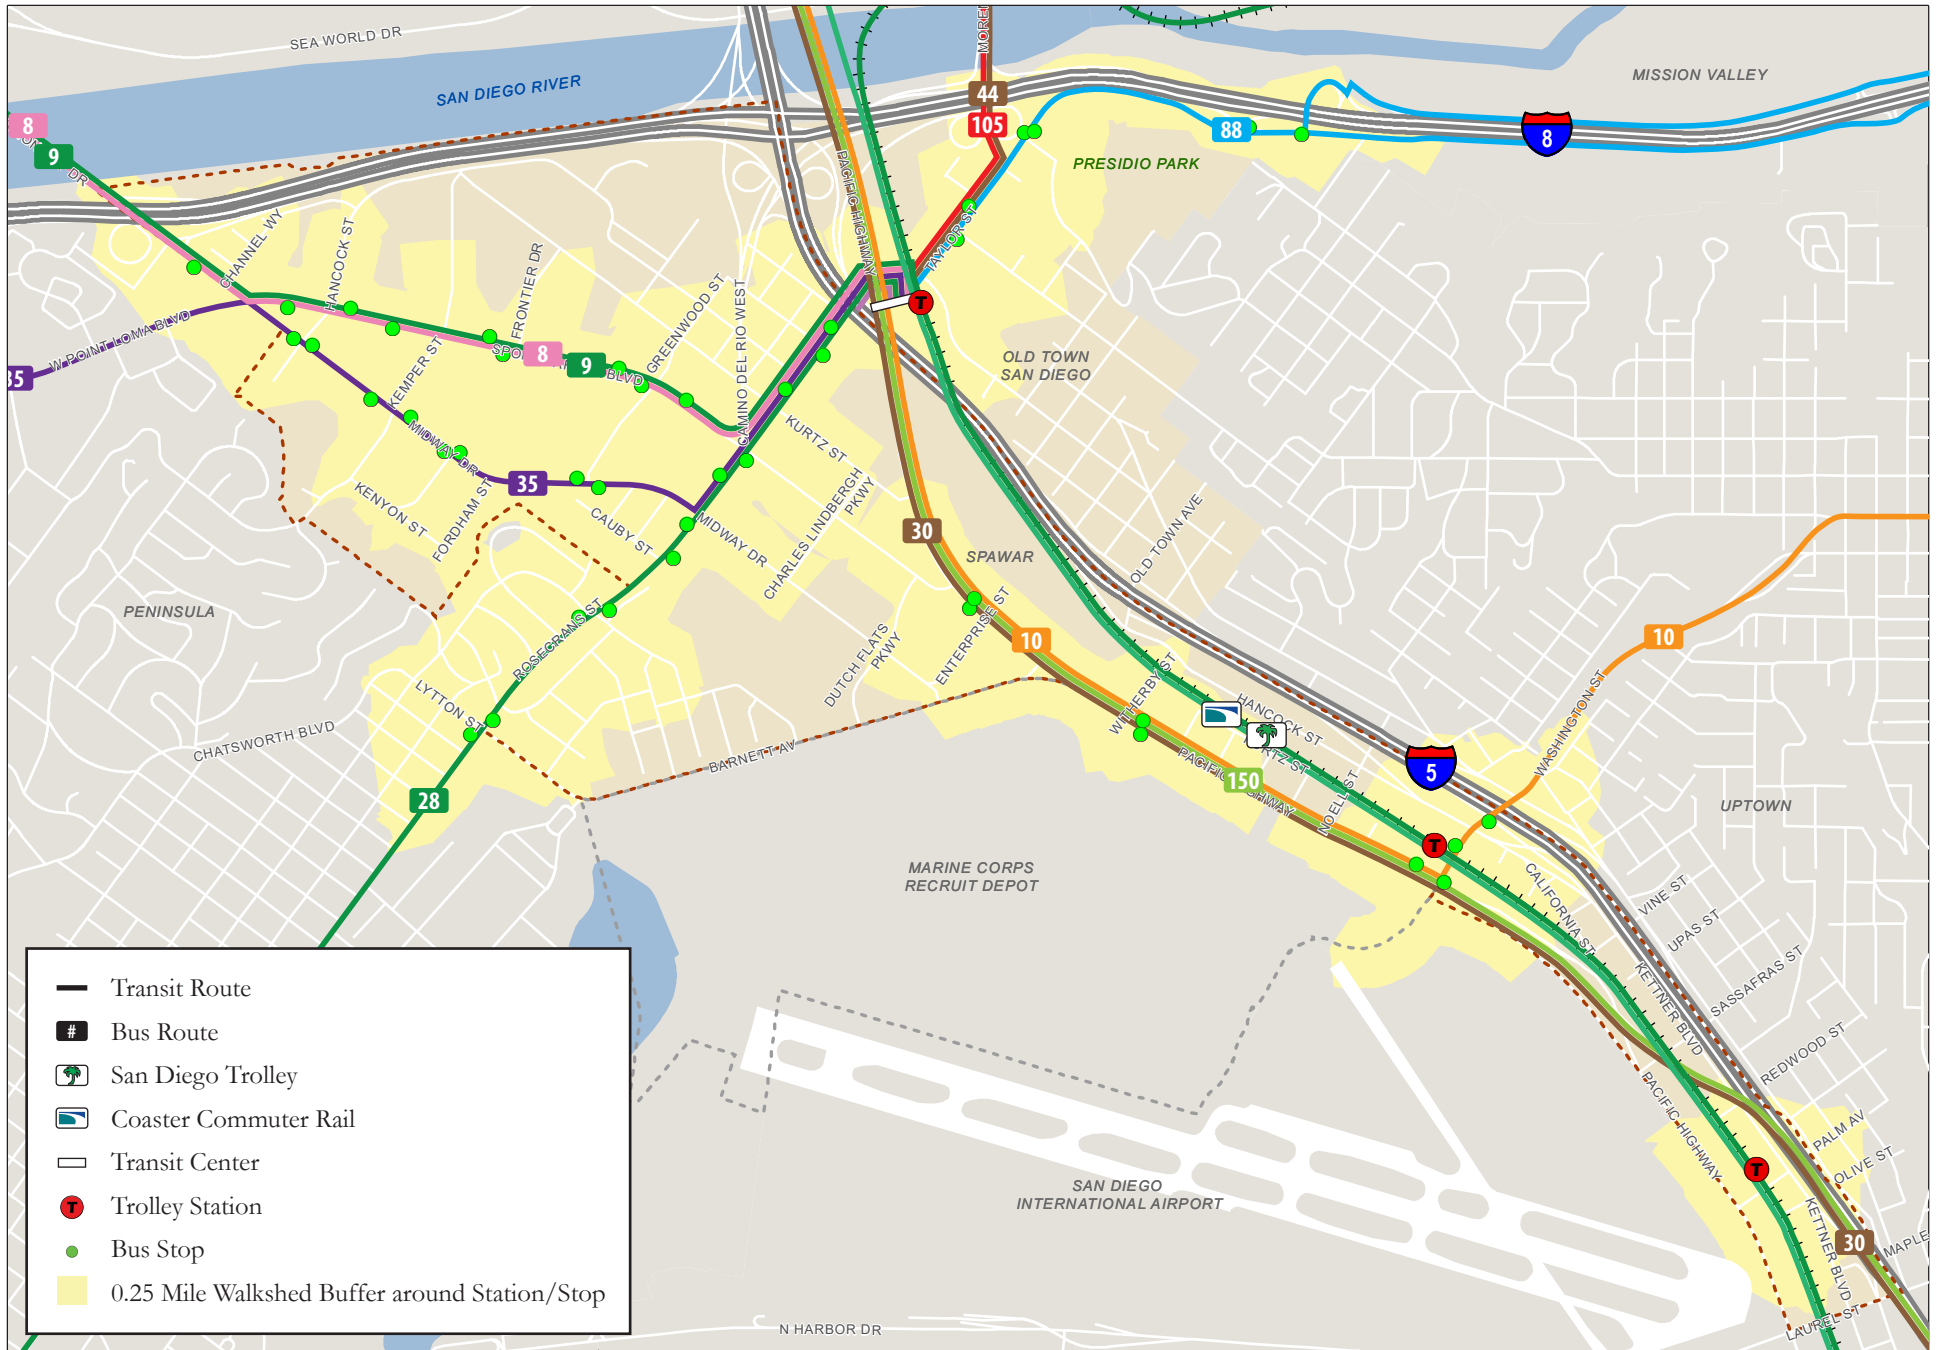 SEA WORLD DR
SAN DIEGO RIVER
MISSION VALLEY
44
105
88
8
8
9
DR
PRESIDIO PARK
PACIFIC HIGHWAY
TAYLOR ST
CHANNEL WY
HANCOCK ST
FRONTIER DR
GREENWOOD ST
CAMINO DEL RIO WEST
W POINT LOMA BLVD
35
KEMPER ST
8
9
BLVD
OLD TOWN
SAN DIEGO
MIDWAY DR
KURTZ ST
35
KENYON ST
FORDHAM ST
CAUBY ST
MIDWAY DR
CHARLES LINDBERGH
PKWY
30
SPAWAR
OLD TOWN AVE
PENINSULA
ROSECRANS ST
ENTERPRISE ST
DUTCH FLATS
PKWY
10
10
LYTTON ST
CHATSWORTH BLVD
BARNETT AV
WITHERBY ST
HANCOCK ST
KURTZ ST
PACIFIC HIGHWAY
150
NOELL ST
5
WASHINGTON ST
UPTOWN
28
MARINE CORPS
RECRUIT DEPOT
CALIFORNIA ST
VINE ST
UPAS ST
SASSAFRAS ST
KETTNER BLVD
REDWOOD ST
PACIFIC HIGHWAY
PALM AV
OLIVE ST
T
T
T
SAN DIEGO
INTERNATIONAL AIRPORT
KETTNER BLVD
30
MAPLE
LAUREL ST
N HARBOR DR
Transit Route
# Bus Route
San Diego Trolley
Coaster Commuter Rail
Transit Center
T Trolley Station
Bus Stop
0.25 Mile Walkshed Buffer around Station/Stop